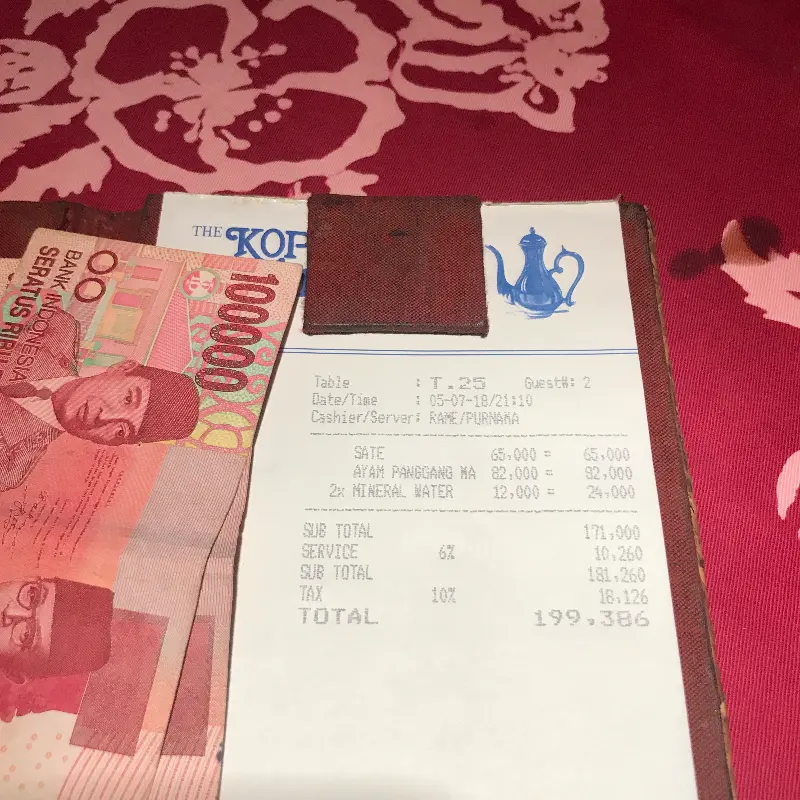 THE KOP
100000
00
BANK INDONESIA
SERATUS RIBU
Table : T.25 Guest#: 2
Date/Time : 05-07-18/21:10
Cashier/Server: RAME/PURNAMA
SATE 65,000 = 65,000
AYAM PANGGANG MA 82,000 = 82,000
2x MINERAL WATER 12,000 = 24,000
SUB TOTAL 171,000
SERVICE 6% 10,260
SUB TOTAL 181,260
TAX 10% 18,126
TOTAL 199,386